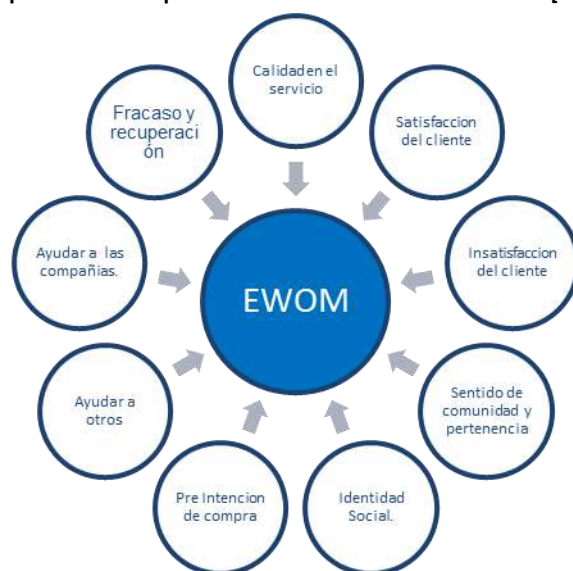 Calidaden el
servicio
Satisfaccion
del cliente
Insatisfaccion
del cliente
Sentido de
comunidad y
pertenencia
Identidad
Social.
Pre Intencion
de compra
Ayudar a
otros
Ayudar a las
compañias.
Fracaso y
recuperaci
ón
EWOM